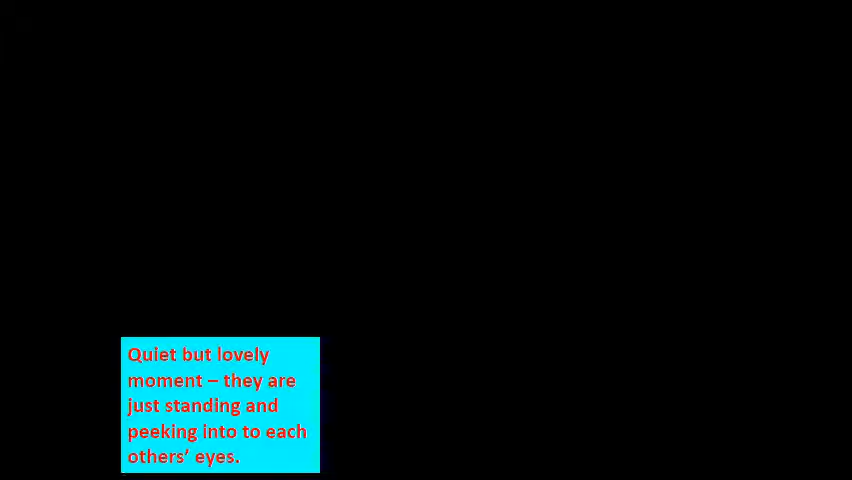 Quiet but lovely
moment – they are
just standing and
peeking into to each
others’ eyes.